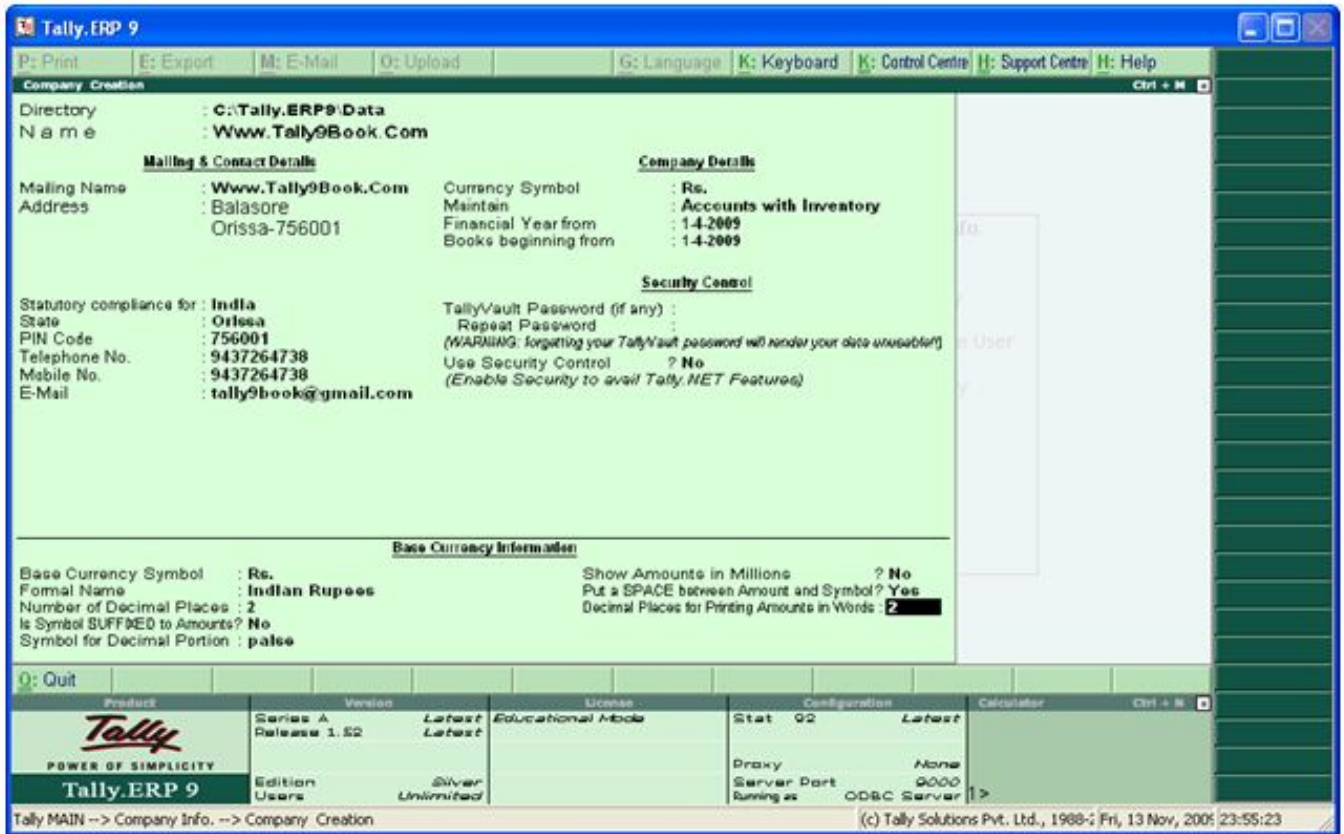 Tally.ERP 9
P: Print E: Export M: E-Mail O: Upload G: Language K: Keyboard K: Control Centre H: Support Centre H: Help
Company Creation Ctrl + M
Directory : C:\Tally.ERP9\Data
Name : Www.Tally9Book.Com
Mailing & Contact Details Company Details
Mailing Name : Www.Tally9Book.Com Currency Symbol : Rs.
Address : Balasore Maintain : Accounts with Inventory
Orissa-756001 Financial Year from : 1-4-2009
Books beginning from : 1-4-2009
Security Control
Statutory compliance for : India TallyVault Password (if any) :
State : Orissa Repeat Password :
PIN Code : 756001 (WARNING: forgetting your TallyVault password will render your data unusable!!)
Telephone No. : 9437264738 Use Security Control ? No
Mobile No. : 9437264738 (Enable Security to avail Tally.NET Features)
E-Mail : tally9book@gmail.com
User
Base Currency Information
Base Currency Symbol : Rs. Show Amounts in Millions ? No
Formal Name : Indian Rupees Put a SPACE between Amount and Symbol? Yes
Number of Decimal Places : 2 Decimal Places for Printing Amounts in Words : 2
Is Symbol SUFFIXED to Amounts? No
Symbol for Decimal Portion : paise
Q: Quit
Product Version License Configuration Calculator Ctrl + N
Tally Series A Latest Educational Mode Stat 92 Latest
Release 1.52 Latest
POWER OF SIMPLICITY Proxy None
Tally.ERP 9 Edition Silver Server Port 9000
Users Unlimited Running as ODBC Server 1>
Tally MAIN --> Company Info. --> Company Creation (c) Tally Solutions Pvt. Ltd., 1988-2 Fri, 13 Nov, 2009 23:55:23